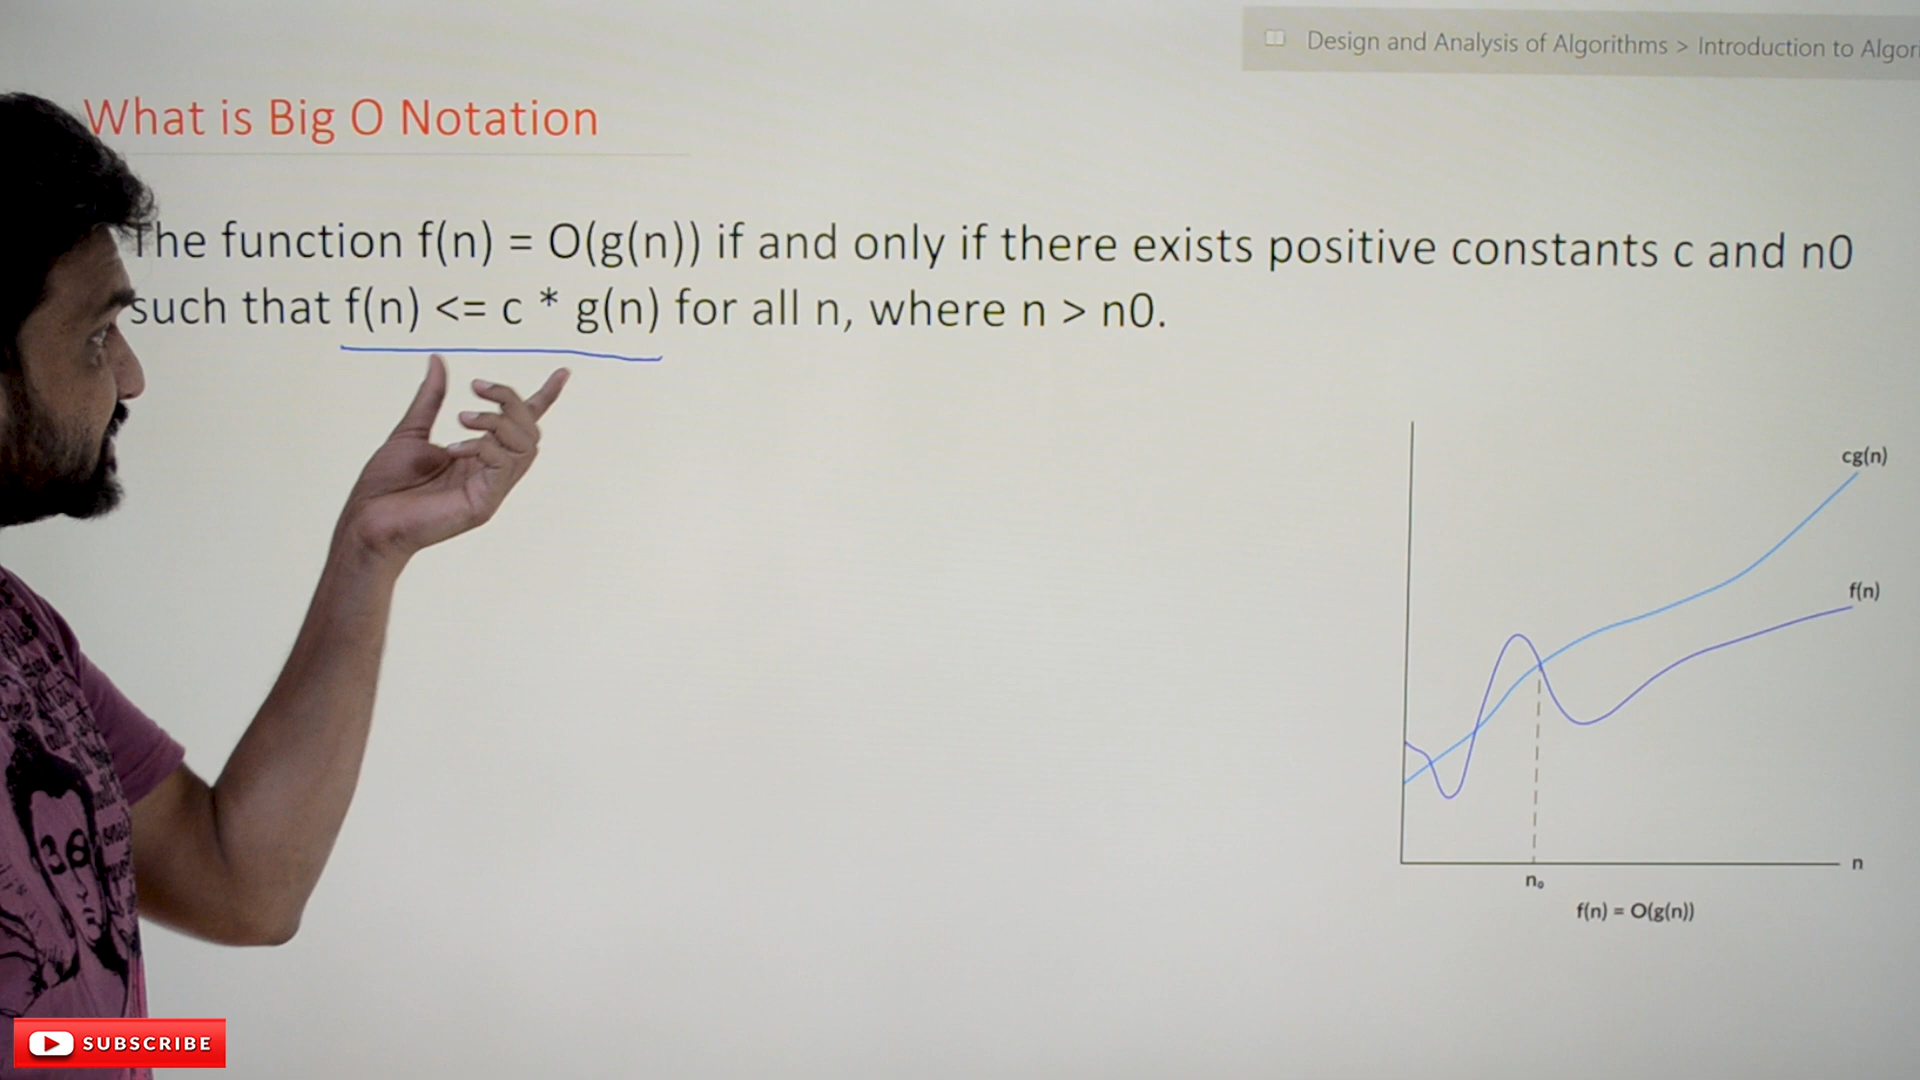 Design and Analysis of Algorithms > Introduction to Algori
What is Big O Notation
The function f(n) = O(g(n)) if and only if there exists positive constants c and n0
such that f(n) <= c * g(n) for all n, where n > n0.
cg(n)
f(n)
n
n₀
f(n) = O(g(n))
SUBSCRIBE